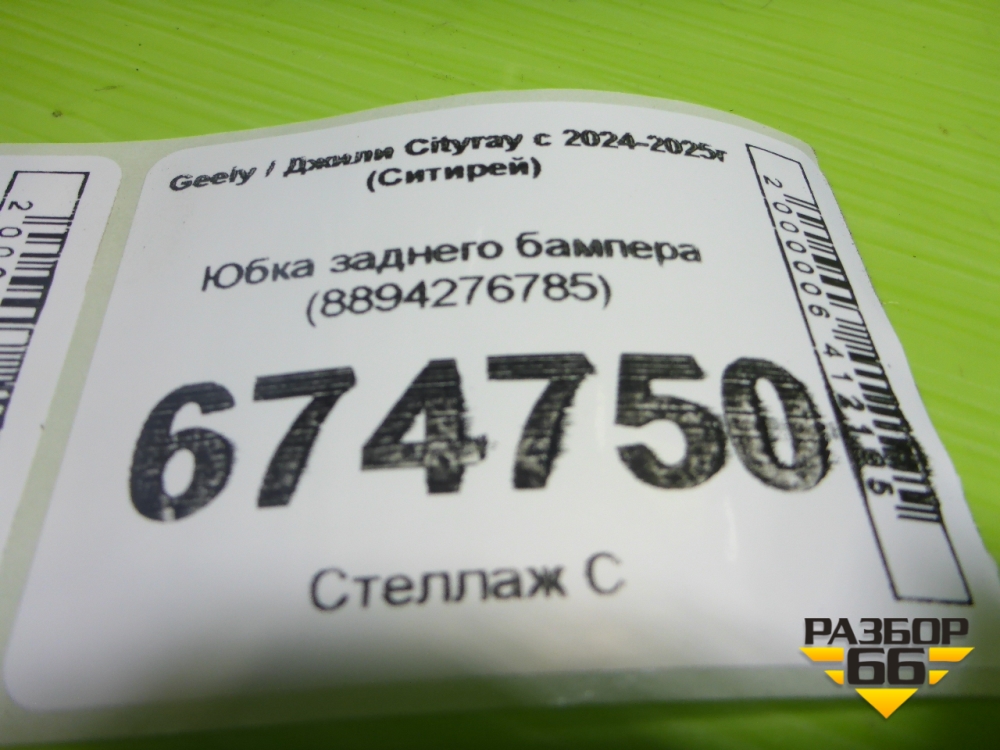 Geely / Джили Cityray с 2024-2025г
(Ситирей)
Юбка заднего бампера
(8894276785)
674750
Стеллаж С
РАЗБОР
66